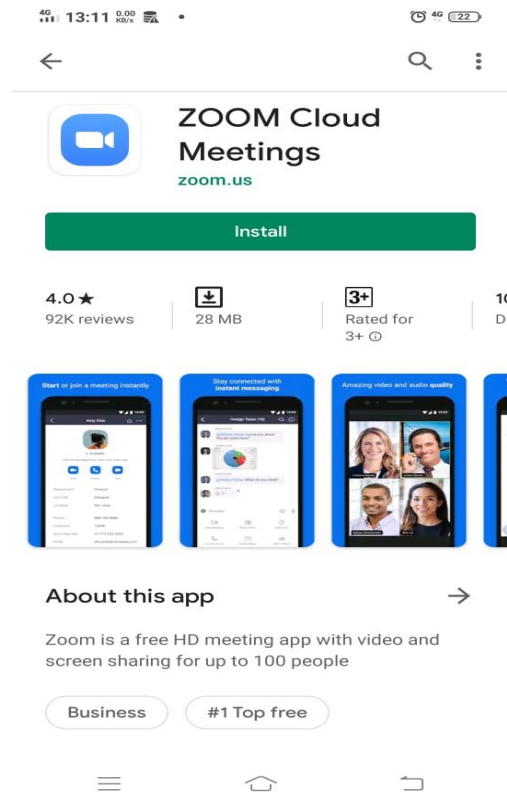 4G 13:11 0.00 KB/s 4G 22
ZOOM Cloud
Meetings
zoom.us
Install
4.0★
92K reviews
28 MB
3+
Rated for
3+
Start or join a meeting instantly
Stay connected with
instant messaging
Amazing video and audio quality
About this app
Zoom is a free HD meeting app with video and
screen sharing for up to 100 people
Business
#1 Top free